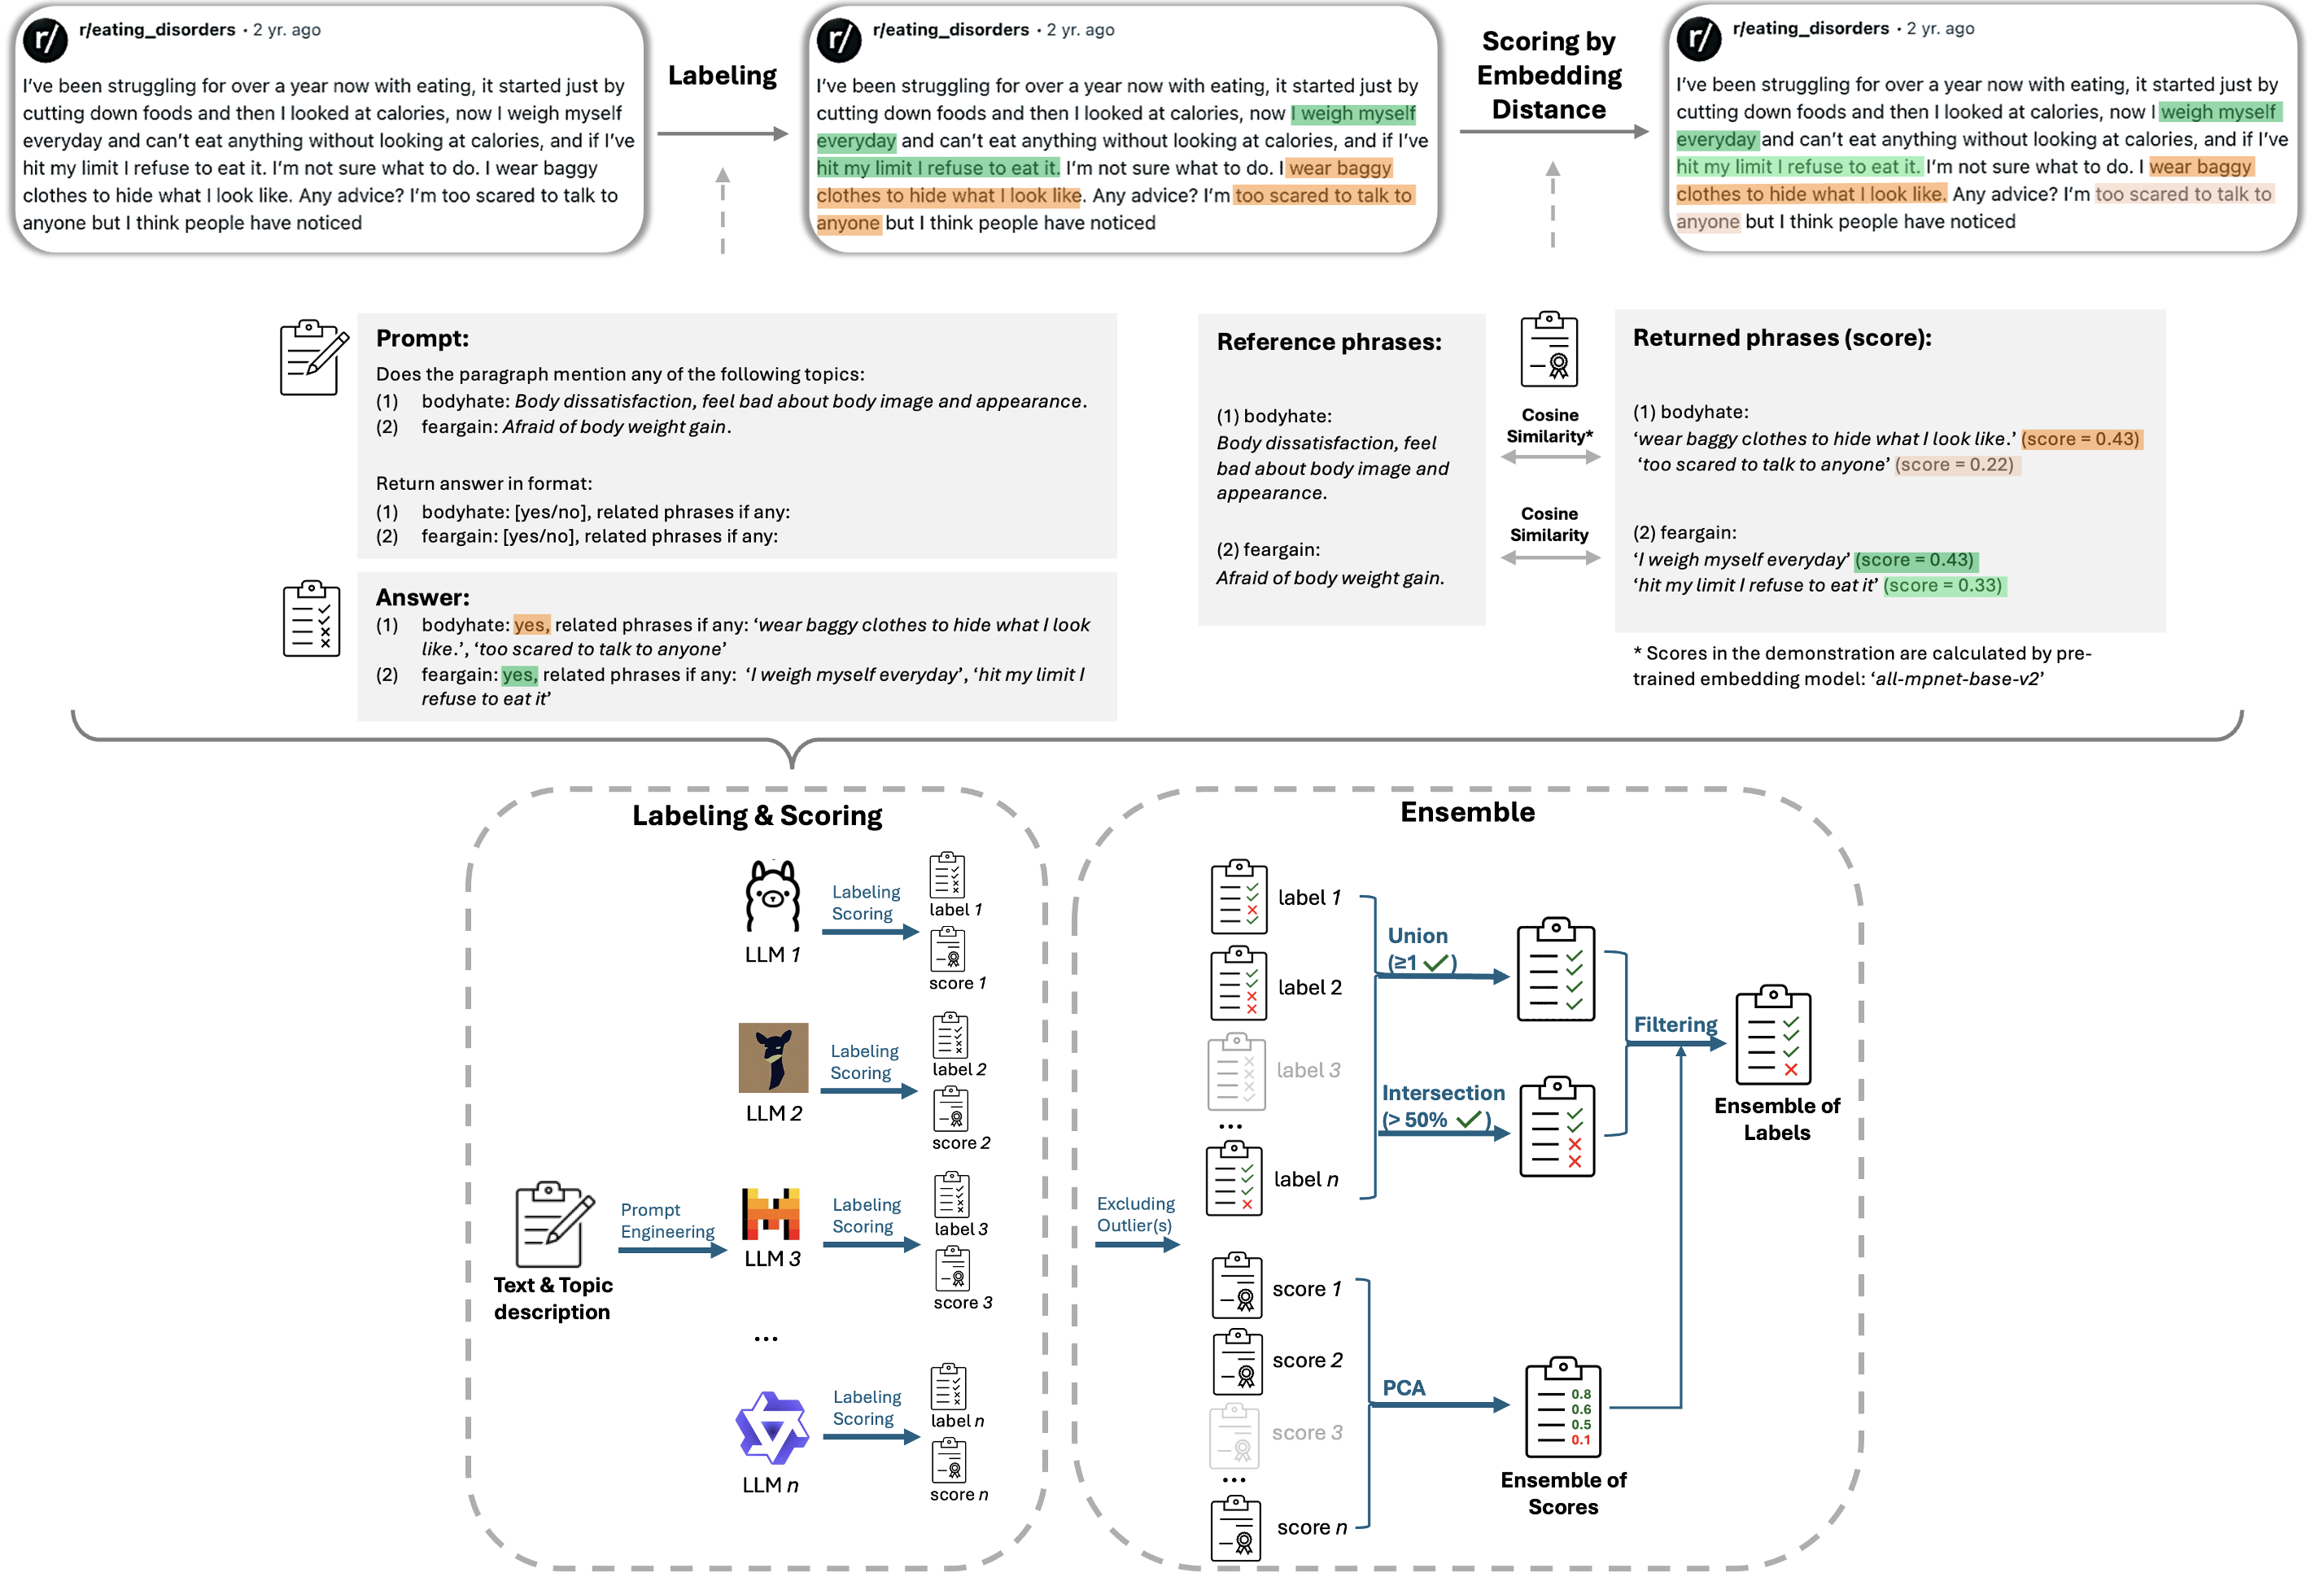 r/eating_disorders • 2 yr. ago
I've been struggling for over a year now with eating, it started just by
cutting down foods and then I looked at calories, now I weigh myself
everyday and can't eat anything without looking at calories, and if I've
hit my limit I refuse to eat it. I'm not sure what to do. I wear baggy
clothes to hide what I look like. Any advice? I'm too scared to talk to
anyone but I think people have noticed
Labeling
r/eating_disorders • 2 yr. ago
I've been struggling for over a year now with eating, it started just by
cutting down foods and then I looked at calories, now I weigh myself
everyday and can't eat anything without looking at calories, and if I've
hit my limit I refuse to eat it. I'm not sure what to do. I wear baggy
clothes to hide what I look like. Any advice? I'm too scared to talk to
anyone but I think people have noticed
Scoring by
Embedding
Distance
r/eating_disorders • 2 yr. ago
I've been struggling for over a year now with eating, it started just by
cutting down foods and then I looked at calories, now I weigh myself
everyday and can't eat anything without looking at calories, and if I've
hit my limit I refuse to eat it. I'm not sure what to do. I wear baggy
clothes to hide what I look like. Any advice? I'm too scared to talk to
anyone but I think people have noticed
r/
r/
r/
Prompt:
Does the paragraph mention any of the following topics:
(1) bodyhate: Body dissatisfaction, feel bad about body image and appearance.
(2) feargain: Afraid of body weight gain.
Return answer in format:
(1) bodyhate: [yes/no], related phrases if any:
(2) feargain: [yes/no], related phrases if any:
Answer:
(1) bodyhate: yes, related phrases if any: 'wear baggy clothes to hide what I look
like.', 'too scared to talk to anyone'
(2) feargain: yes, related phrases if any: 'I weigh myself everyday', 'hit my limit I
refuse to eat it'
Reference phrases:
(1) bodyhate:
Body dissatisfaction, feel
bad about body image and
appearance.
(2) feargain:
Afraid of body weight gain.
Cosine
Similarity*
Cosine
Similarity
Returned phrases (score):
(1) bodyhate:
'wear baggy clothes to hide what I look like.' (score = 0.43)
'too scared to talk to anyone' (score = 0.22)
(2) feargain:
'I weigh myself everyday' (score = 0.43)
'hit my limit I refuse to eat it' (score = 0.33)
* Scores in the demonstration are calculated by pre-
trained embedding model: 'all-mpnet-base-v2'
Labeling & Scoring
Text & Topic
description
Prompt
Engineering
LLM 1
Labeling
Scoring
label 1
score 1
LLM 2
Labeling
Scoring
label 2
score 2
LLM 3
Labeling
Scoring
label 3
score 3
...
LLM n
Labeling
Scoring
label n
score n
Ensemble
Excluding
Outlier(s)
label 1
label 2
label 3
...
label n
Union
(≥1 ✓)
Intersection
(> 50% ✓)
Filtering
Ensemble of
Labels
score 1
score 2
score 3
...
score n
PCA
0.8
0.6
0.5
0.1
Ensemble of
Scores